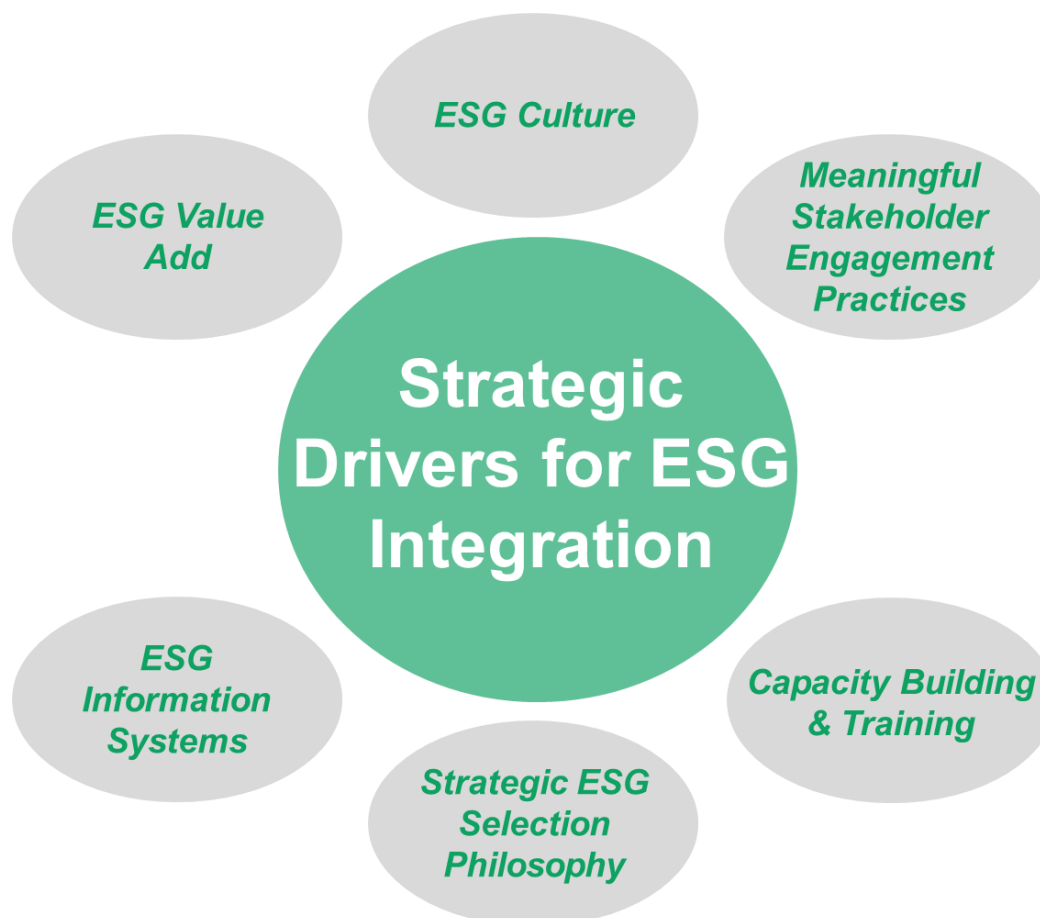 ESG Culture
Meaningful
Stakeholder
Engagement
Practices
ESG Value
Add
Strategic
Drivers for ESG
Integration
ESG
Information
Systems
Capacity Building
& Training
Strategic ESG
Selection
Philosophy